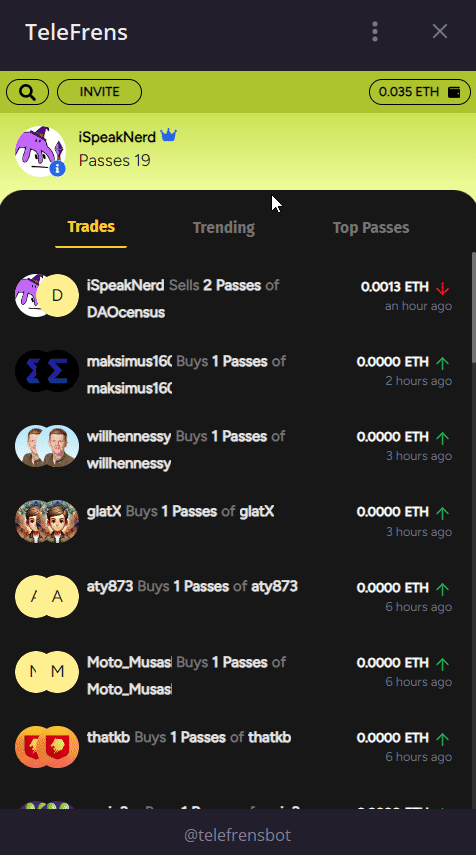 TeleFrens
INVITE
0.035 ETH
iSpeakNerd
Passes 19
Trades Trending Top Passes
iSpeakNerd Sells 2 Passes of
DAOcensus
D
0.0013 ETH
an hour ago
maksimus160 Buys 1 Passes of
maksimus160
0.0000 ETH
2 hours ago
willhennessy Buys 1 Passes of
willhennessy
0.0000 ETH
3 hours ago
glatX Buys 1 Passes of glatX
0.0000 ETH
3 hours ago
A A
aty873 Buys 1 Passes of aty873
0.0000 ETH
6 hours ago
M
Moto_Musas Buys 1 Passes of
Moto_Musas
0.0000 ETH
6 hours ago
thatkb Buys 1 Passes of thatkb
0.0000 ETH
6 hours ago
@telefrensbot